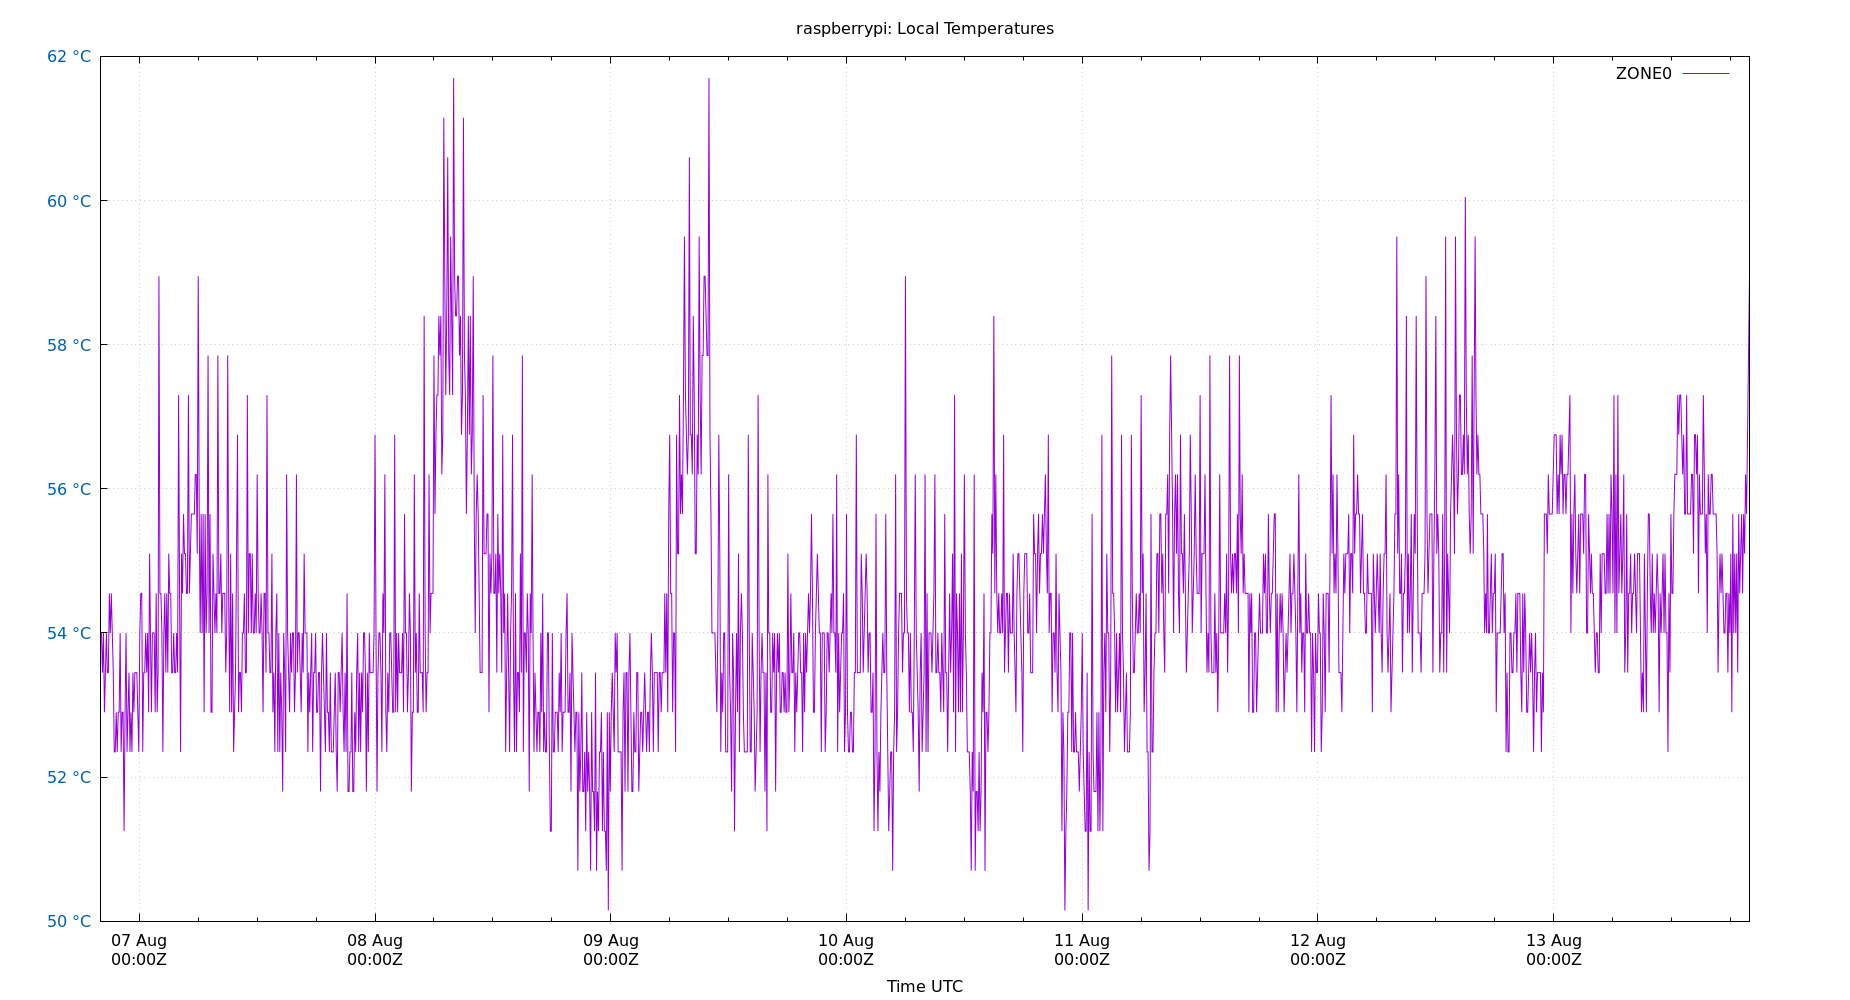 raspberrypi: Local Temperatures
62 °C
ZONE0
60 °C
58 °C
56 °C
54 °C
52 °C
50 °C
07 Aug 08 Aug 09 Aug 10 Aug 11 Aug 12 Aug 13 Aug
00:00Z 00:00Z 00:00Z 00:00Z 00:00Z 00:00Z 00:00Z
Time UTC